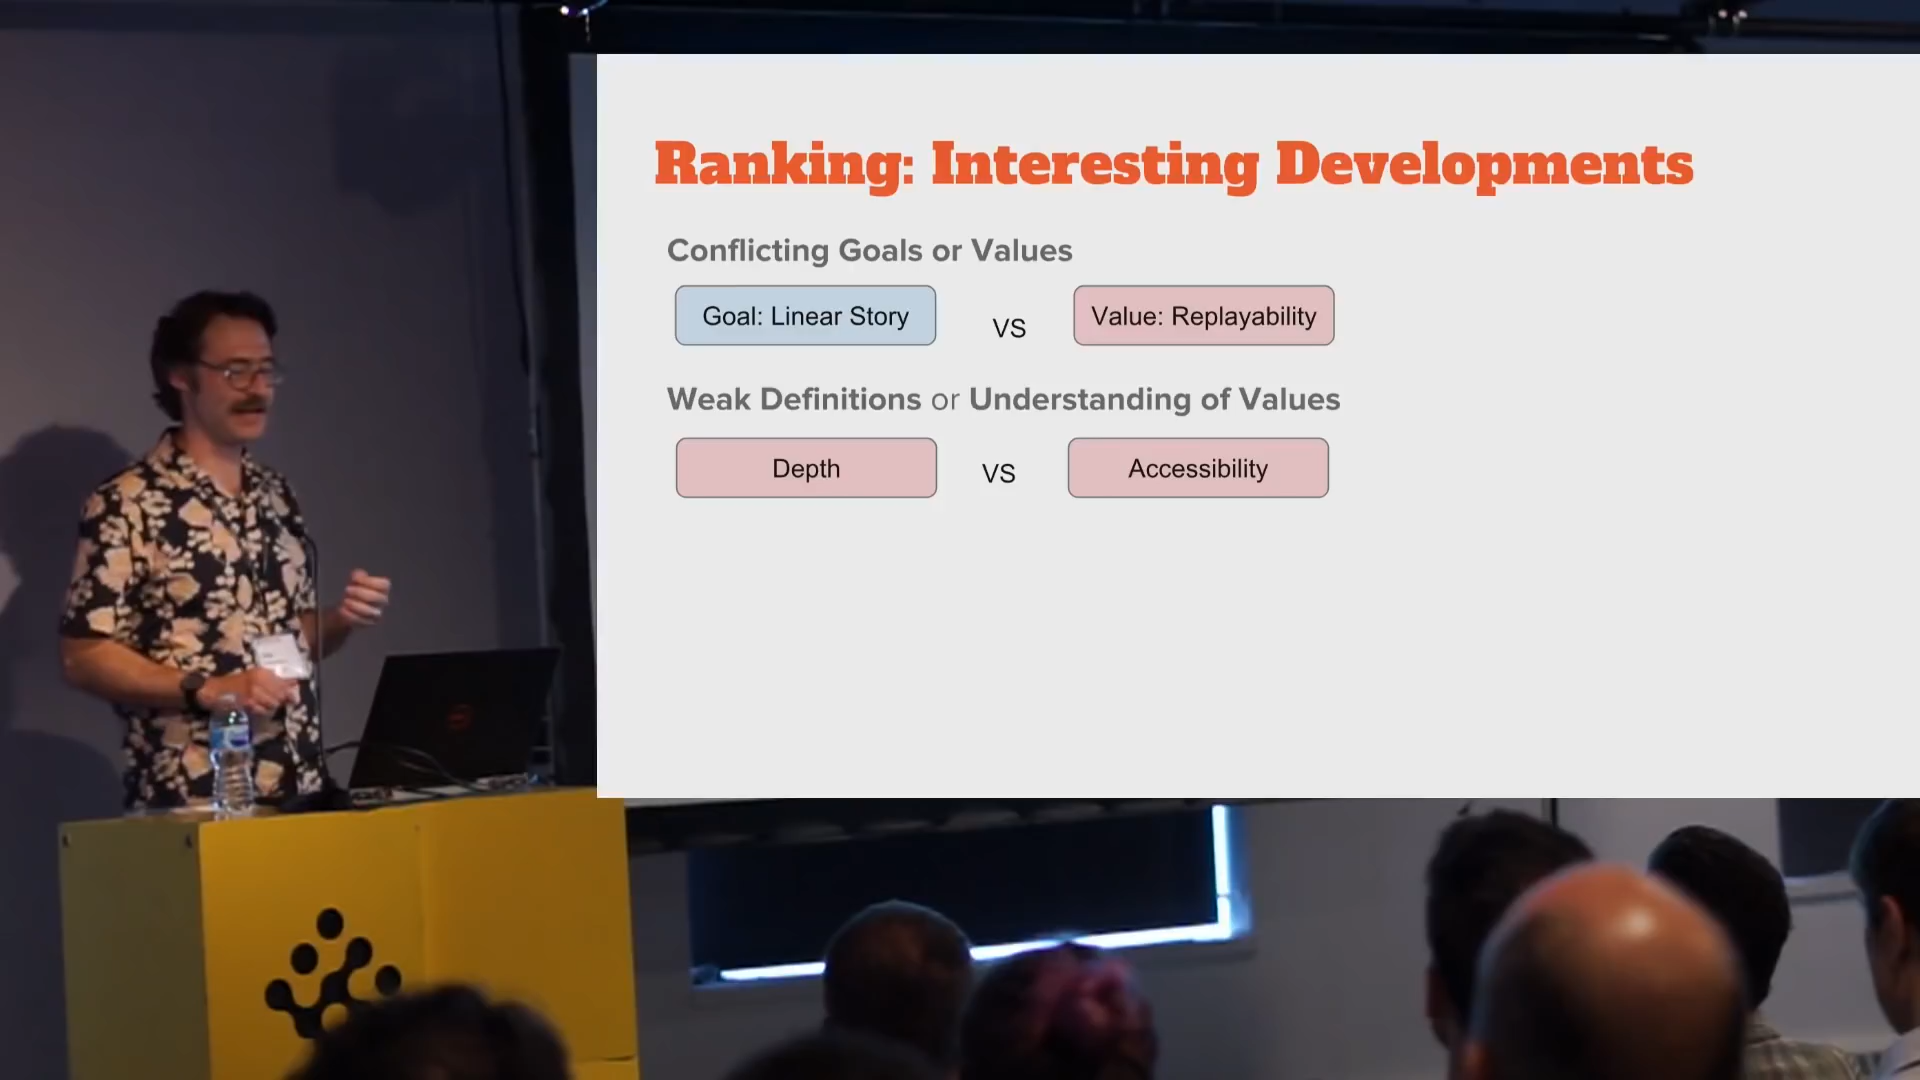 Ranking: Interesting Developments
Conflicting Goals or Values
Goal: Linear Story
VS
Value: Replayability
Weak Definitions or Understanding of Values
Depth
VS
Accessibility